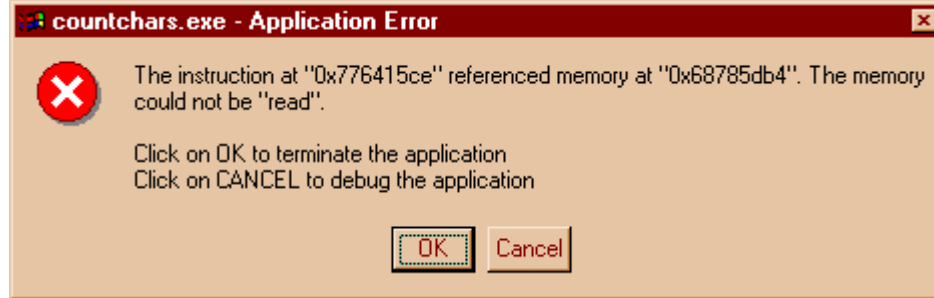 countchars.exe - Application Error
The instruction at "0x776415ce" referenced memory at "0x68785db4". The memory
could not be "read".
Click on OK to terminate the application
Click on CANCEL to debug the application
OK Cancel